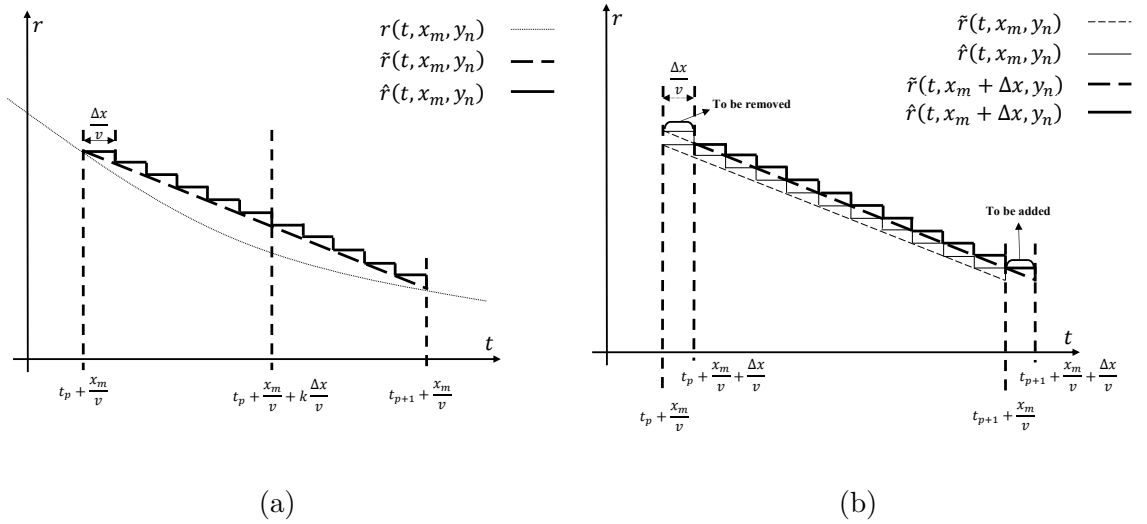 r
r(t, x_m, y_n)
r̃(t, x_m, y_n)
r̂(t, x_m, y_n)
Δx/v
t
t_p + x_m/v
t_p + x_m/v + k Δx/v
t_{p+1} + x_m/v
(a)
r
r̃(t, x_m, y_n)
r̂(t, x_m, y_n)
r̃(t, x_m + Δx, y_n)
r̂(t, x_m + Δx, y_n)
Δx/v
To be removed
To be added
t
t_p + x_m/v + Δx/v
t_{p+1} + x_m/v + Δx/v
t_p + x_m/v
t_{p+1} + x_m/v
(b)